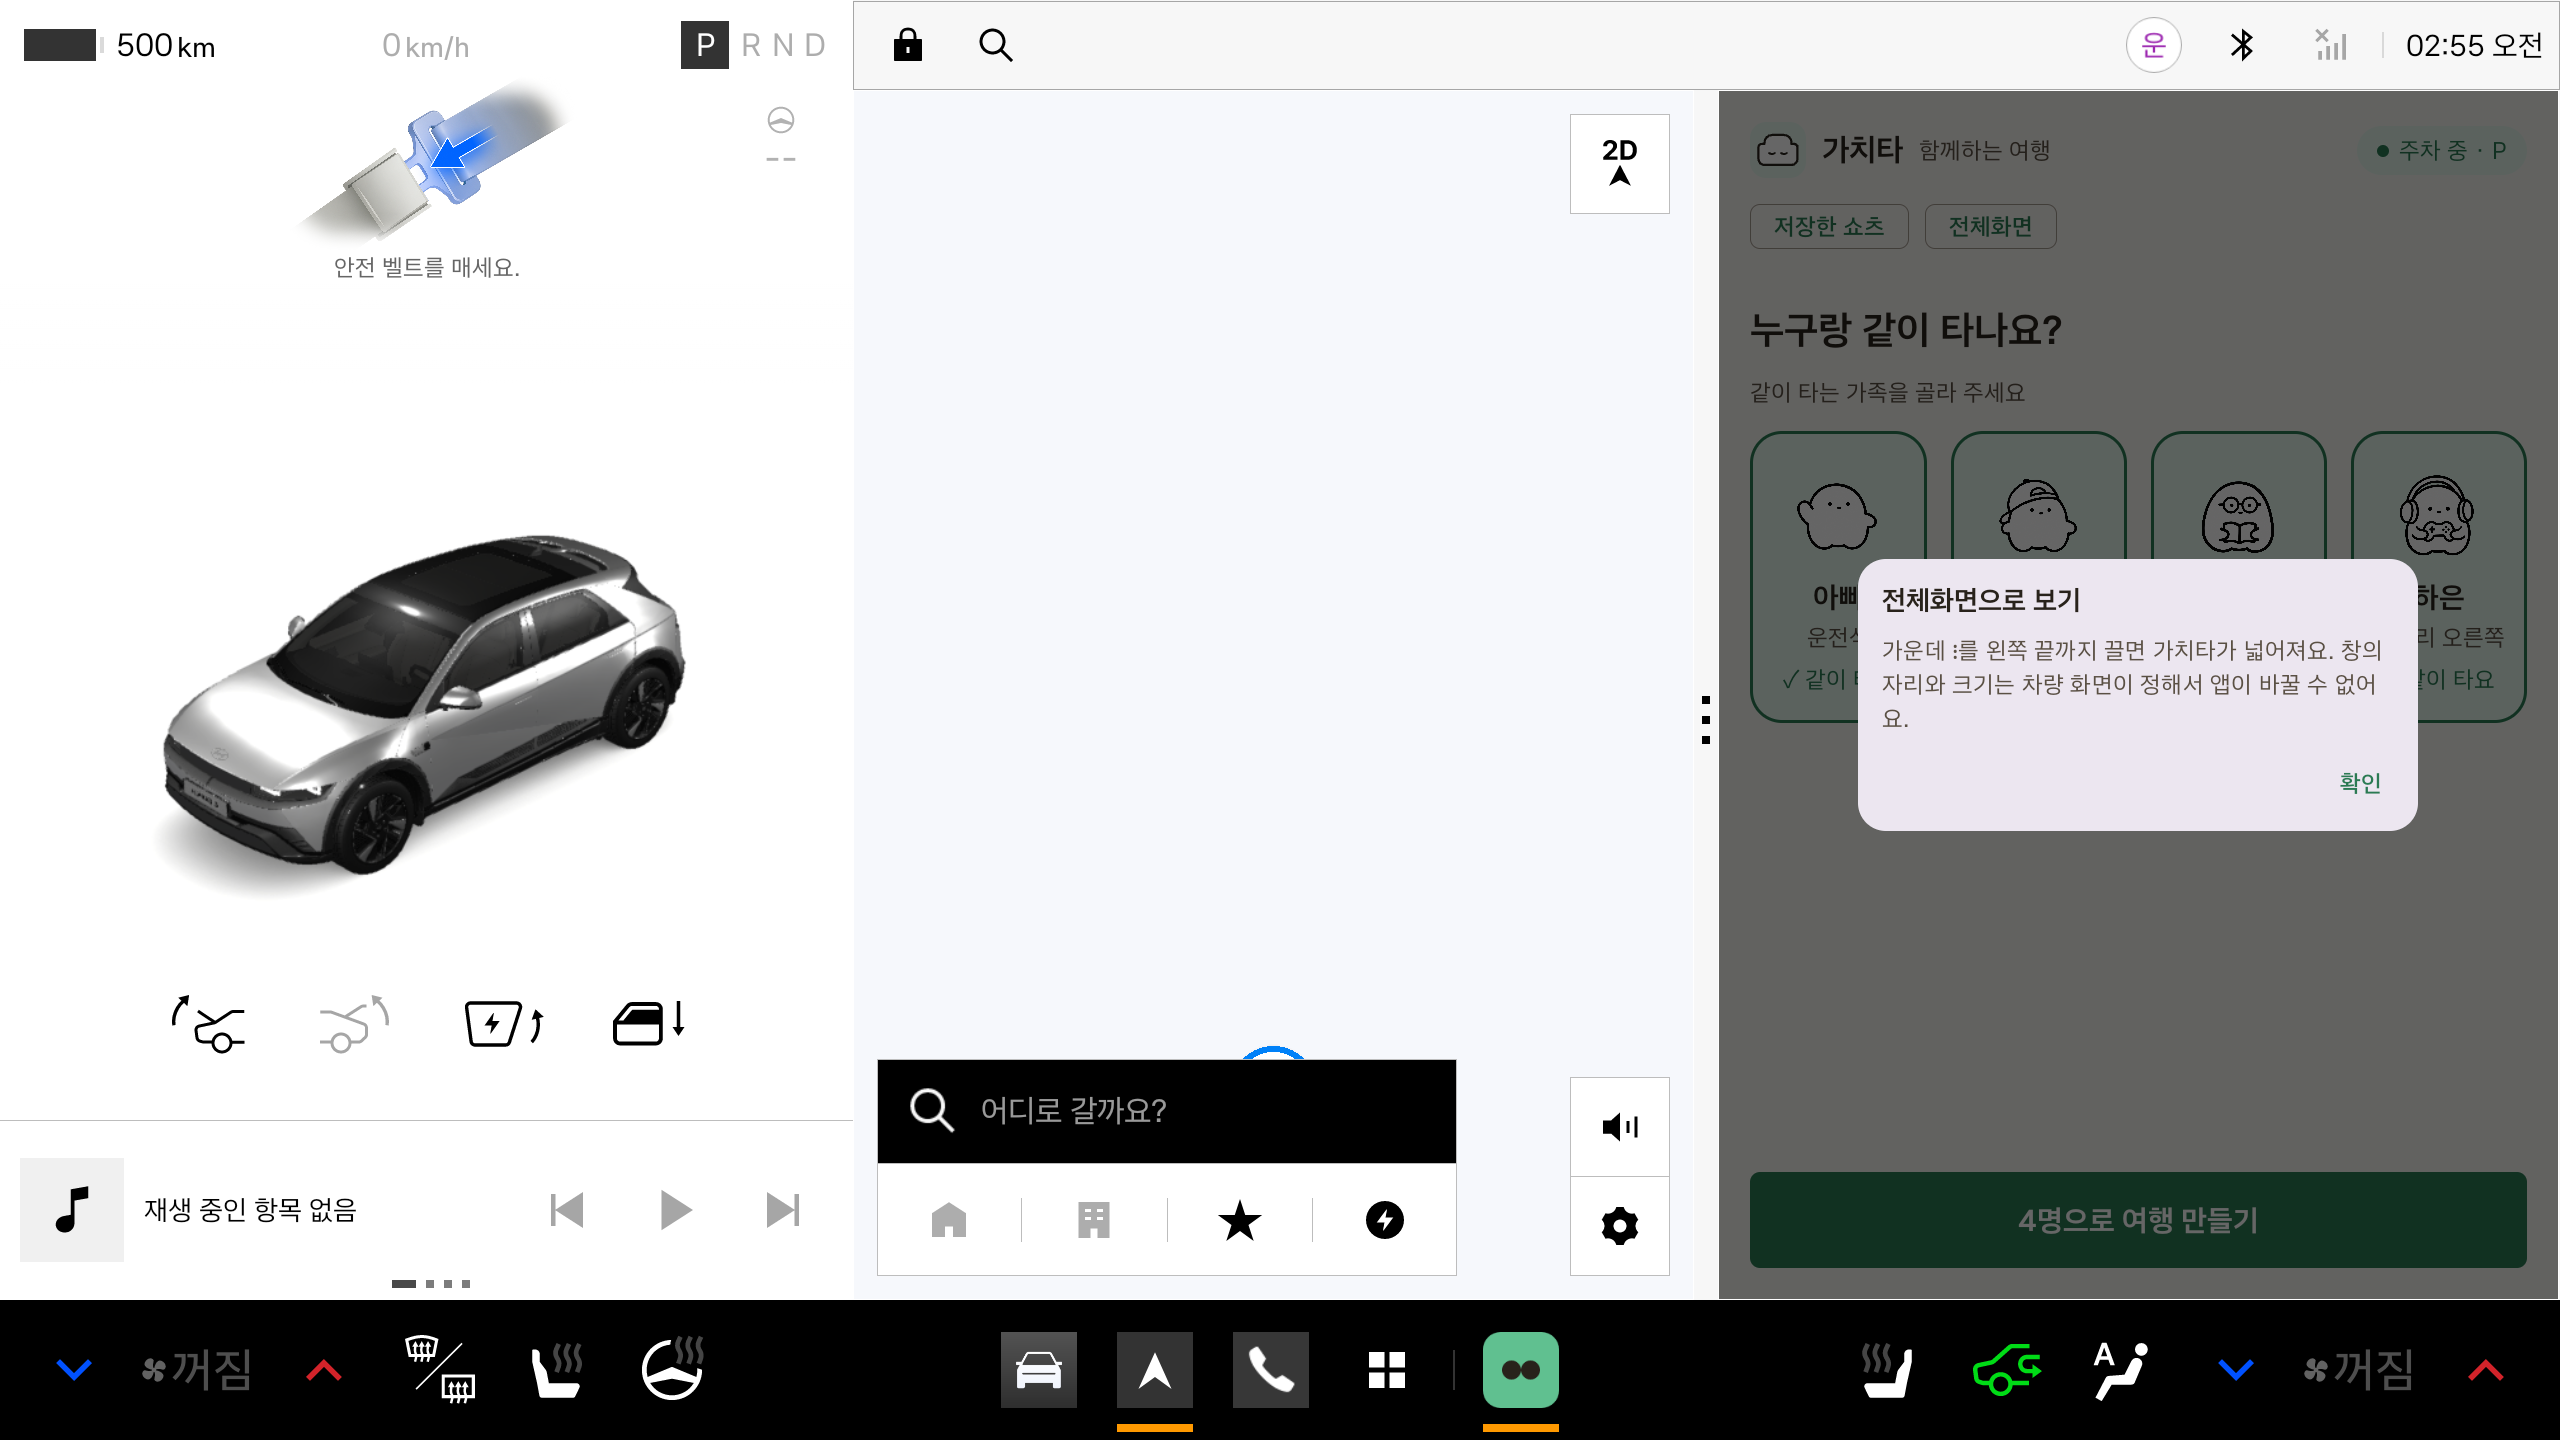 500 km
0 km/h
P R N D
안전 벨트를 매세요.
재생 중인 항목 없음
운
02:55 오전
2D
어디로 갈까요?
가치타 함께하는 여행
주차 중 · P
저장한 쇼츠
전체화면
누구랑 같이 타나요?
같이 타는 가족을 골라 주세요
하은
오른쪽
타요
전체화면으로 보기
가운데 ⁝를 왼쪽 끝까지 끌면 가치타가 넓어져요. 창의
자리와 크기는 차량 화면이 정해서 앱이 바꿀 수 없어
요.
확인
4명으로 여행 만들기
꺼짐
A
꺼짐